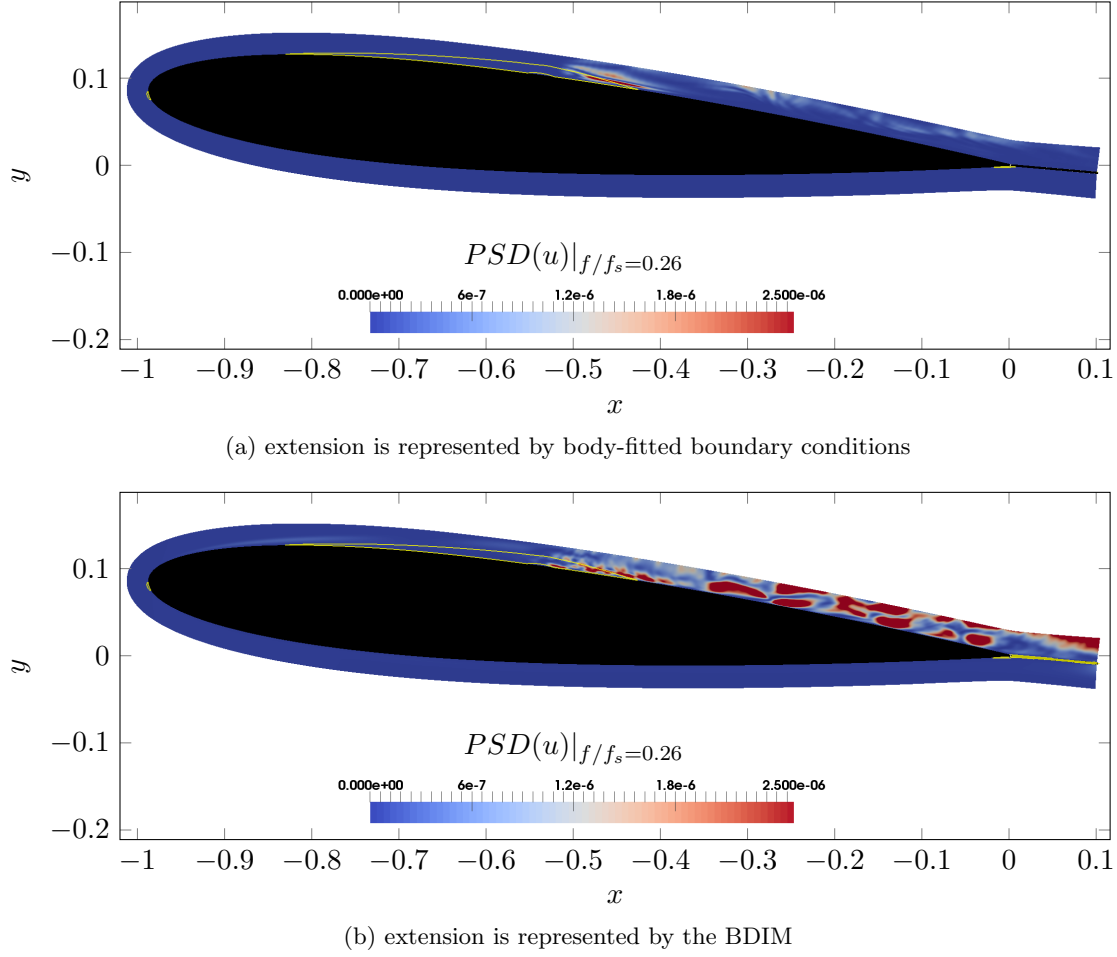 0.1
0
−0.1
−0.2
y
PSD(u)|f/fs=0.26
0.000e+00 6e-7 1.2e-6 1.8e-6 2.500e-06
−1 −0.9 −0.8 −0.7 −0.6 −0.5 −0.4 −0.3 −0.2 −0.1 0 0.1
x
(a) extension is represented by body-fitted boundary conditions
0.1
0
−0.1
−0.2
y
PSD(u)|f/fs=0.26
0.000e+00 6e-7 1.2e-6 1.8e-6 2.500e-06
−1 −0.9 −0.8 −0.7 −0.6 −0.5 −0.4 −0.3 −0.2 −0.1 0 0.1
x
(b) extension is represented by the BDIM